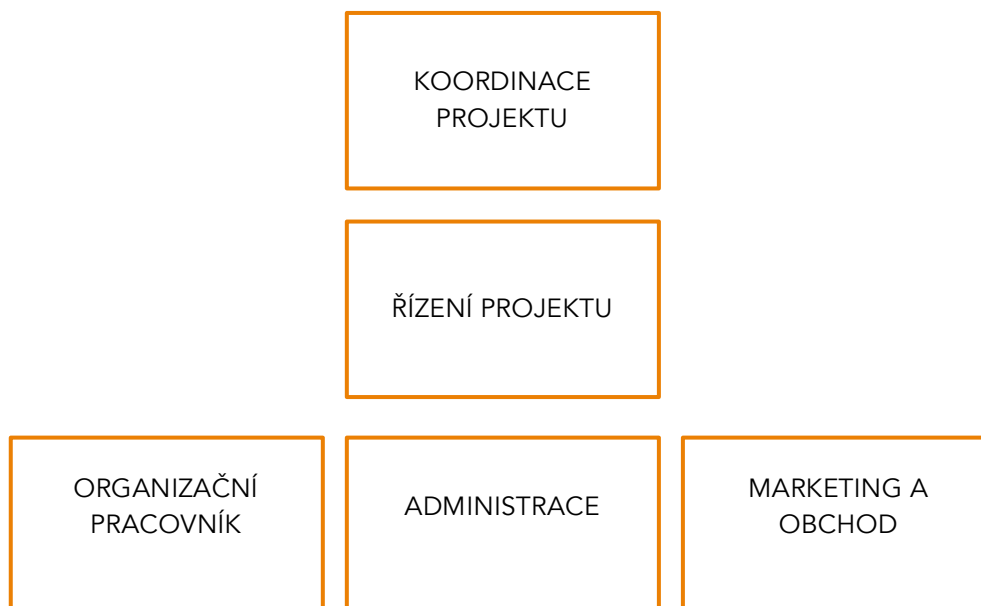 KOORDINACE
PROJEKTU
ŘÍZENÍ PROJEKTU
ORGANIZAČNÍ
PRACOVNÍK
ADMINISTRACE
MARKETING A
OBCHOD